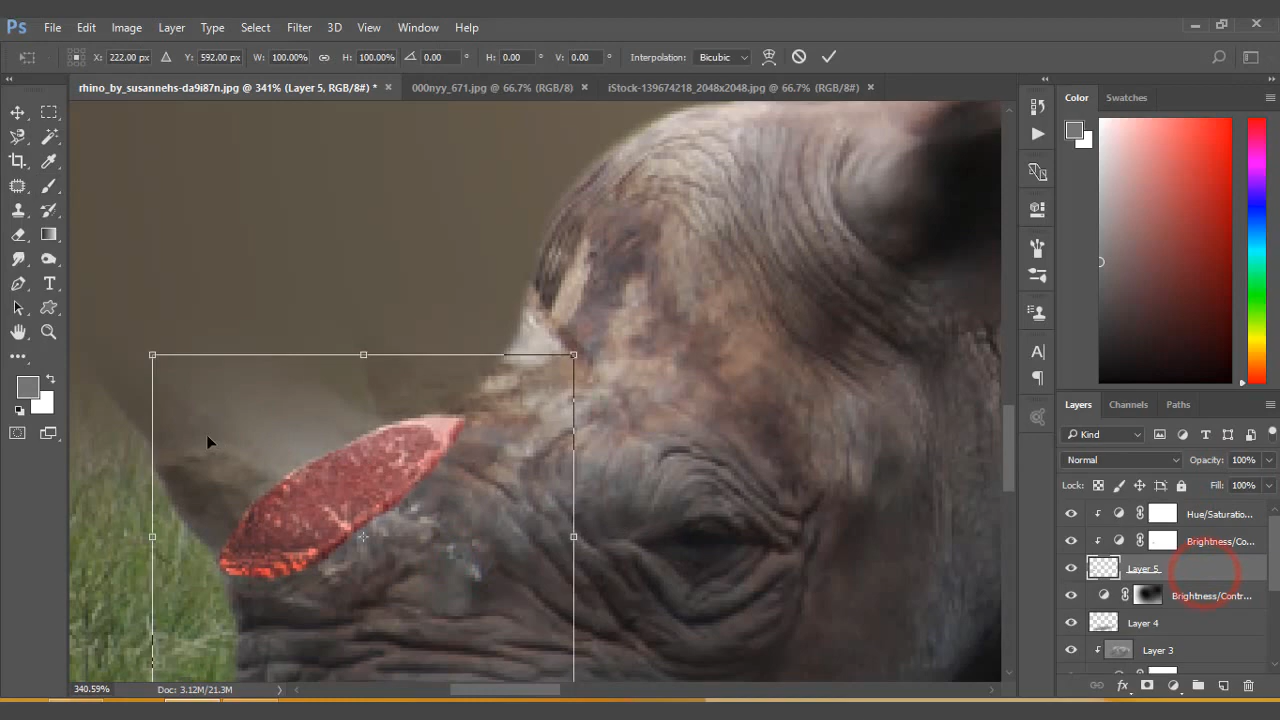 Ps File Edit Image Layer Type Select Filter 3D View Window Help
X: 222.00 px Y: 592.00 px W: 100.00% H: 100.00% 0.00 ° H: 0.00 ° V: 0.00 ° Interpolation: Bicubic
rhino_by_susannehs-da9i87n.jpg @ 341% (Layer 5, RGB/8#) * × 000nyy_671.jpg @ 66.7% (RGB/8) × iStock-139674218_2048x2048.jpg @ 66.7% (RGB/8#) ×
Color Swatches
Layers Channels Paths
Kind
Normal Opacity: 100%
Lock: Fill: 100%
Hue/Saturatio...
Brightness/Co...
Layer 5
Brightness/Contr...
Layer 4
Layer 3
340.59% Doc: 3.12M/21.3M